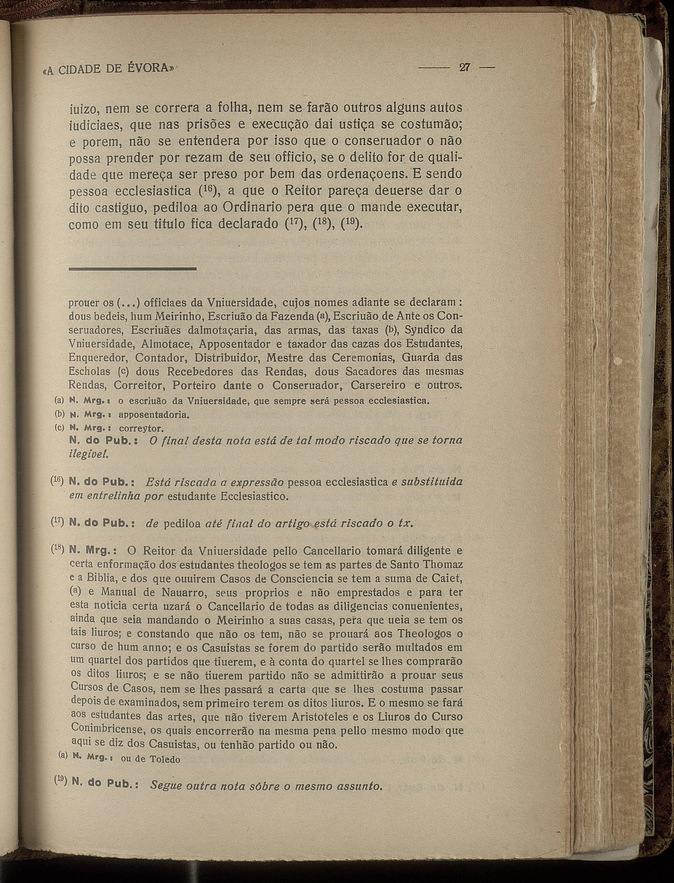 «A CIDADE DE ÉVORA» —— 27 —
iuizo, nem se correra a folha, nem se farão outros alguns autos
iudiciaes, que nas prisões e execução dai ustiça se costumão;
e porem, não se entendera por isso que o conseruador o não
possa prender por rezam de seu officio, se o delito for de quali-
dade que mereça ser preso por bem das ordenaçoens. E sendo
pessoa ecclesiastica (¹⁶), a que o Reitor pareça deuerse dar o
dito castiguo, pediloa ao Ordinario pera que o mande executar,
como em seu titulo fica declarado (¹⁷), (¹⁸), (¹⁹).
prouer os (...) officiaes da Vniuersidade, cujos nomes adiante se declaram :
dous bedeis, hum Meirinho, Escriuão da Fazenda (a), Escriuão de Ante os Con-
seruadores, Escriuães dalmotaçaria, das armas, das taxas (b), Syndico da
Vniuersidade, Almotace, Apposentador e taxador das cazas dos Estudantes,
Enqueredor, Contador, Distribuidor, Mestre das Ceremonias, Guarda das
Escholas (c) dous Recebedores das Rendas, dous Sacadores das mesmas
Rendas, Correitor, Porteiro dante o Conseruador, Carsereiro e outros.
(a) N. Mrg. : o escriuão da Vniuersidade, que sempre será pessoa ecclesiastica.
(b) N. Mrg. : apposentadoria.
(c) N. Mrg. : correytor.
N. do Pub. : O final desta nota está de tal modo riscado que se torna
ilegível.
(¹⁶) N. do Pub. : Está riscada a expressão pessoa ecclesiastica e substituida
em entrelinha por estudante Ecclesiastico.
(¹⁷) N. do Pub. : de pediloa até final do artigo está riscado o tx.
(¹⁸) N. Mrg. : O Reitor da Vniuersidade pello Cancellario tomará diligente e
certa enformação dos estudantes theologos se tem as partes de Santo Thomaz
e a Biblia, e dos que ouuirem Casos de Consciencia se tem a suma de Caiet,
(a) e Manual de Nauarro, seus proprios e não emprestados e para ter
esta noticia certa uzará o Cancellario de todas as diligencias conuenientes,
ainda que seia mandando o Meirinho a suas casas, pera que ueia se tem os
tais liuros; e constando que não os tem, não se prouará aos Theologos o
curso de hum anno; e os Casuistas se forem do partido serão multados em
um quartel dos partidos que tiuerem, e à conta do quartel se lhes comprarão
os ditos liuros; e se não tiuerem partido não se admittirão a prouar seus
Cursos de Casos, nem se lhes passará a carta que se lhes costuma passar
depois de examinados, sem primeiro terem os ditos liuros. E o mesmo se fará
aos estudantes das artes, que não tiverem Aristoteles e os Liuros do Curso
Conimbricense, os quais encorrerão na mesma pena pello mesmo modo que
aqui se diz dos Casuistas, ou tenhão partido ou não.
(a) N. Mrg. : ou de Toledo
(¹⁹) N. do Pub. : Segue outra nota sôbre o mesmo assunto.